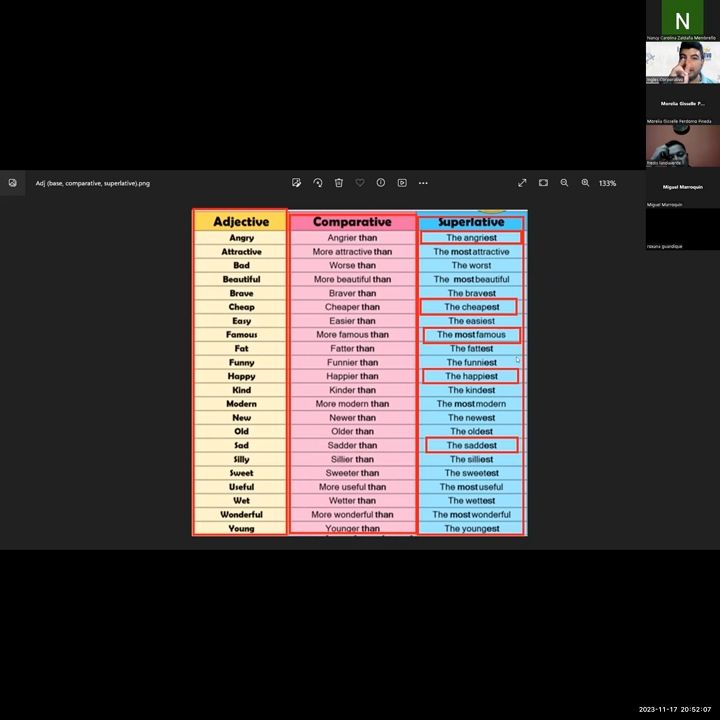 N
Nancy Carolina Zaldaña Membreño
Ingles Corporativo
Morelia Gisselle P...
Morelia Gisselle Perdomo Pineda
Miguel Marroquin
Miguel Marroquin
roxana guandique
Adj (base, comparative, superlative).png
133%
Adjective Comparative Superlative
Angry Angrier than The angriest
Attractive More attractive than The most attractive
Bad Worse than The worst
Beautiful More beautiful than The most beautiful
Brave Braver than The bravest
Cheap Cheaper than The cheapest
Easy Easier than The easiest
Famous More famous than The most famous
Fat Fatter than The fattest
Funny Funnier than The funniest
Happy Happier than The happiest
Kind Kinder than The kindest
Modern More modern than The most modern
New Newer than The newest
Old Older than The oldest
Sad Sadder than The saddest
Silly Sillier than The silliest
Sweet Sweeter than The sweetest
Useful More useful than The most useful
Wet Wetter than The wettest
Wonderful More wonderful than The most wonderful
Young Younger than The youngest
2023-11-17 20:52:07